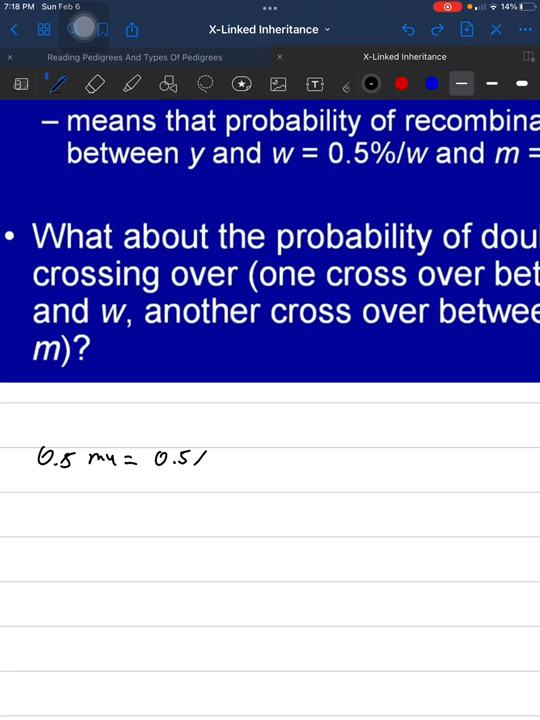 7:18 PM Sun Feb 6
14%
X-Linked Inheritance
Reading Pedigrees And Types Of Pedigrees
X-Linked Inheritance
– means that probability of recombina
between y and w = 0.5%/w and m =
• What about the probability of dou
crossing over (one cross over bet
and w, another cross over betwee
m)?
0.5 mu = 0.5/